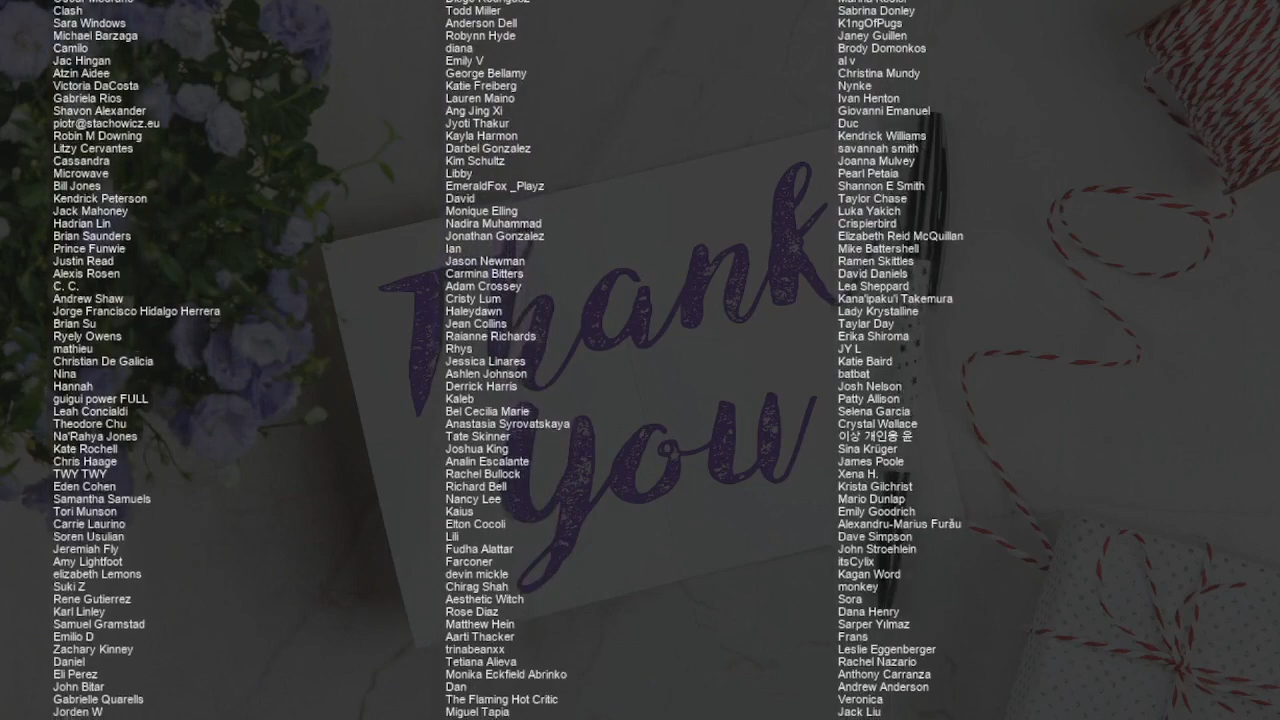 Clash
Sara Windows
Michael Barzaga
Camilo
Jac Hingan
Atzin Aidee
Victoria DaCosta
Gabriela Rios
Shavon Alexander
piotr@stachowicz.eu
Robin M Downing
Litzy Cervantes
Cassandra
Microwave
Bill Jones
Kendrick Peterson
Jack Mahoney
Hadrian Lin
Brian Saunders
Prince Funwie
Justin Read
Alexis Rosen
C. C.
Andrew Shaw
Jorge Francisco Hidalgo Herrera
Brian Su
Ryely Owens
mathieu
Christian De Galicia
Nina
Hannah
guigui power FULL
Leah Concialdi
Theodore Chu
Na'Rahya Jones
Kate Rochell
Chris Haage
TWY TWY
Eden Cohen
Samantha Samuels
Tori Munson
Carrie Laurino
Soren Usulian
Jeremiah Fly
Amy Lightfoot
elizabeth Lemons
Suki Z
Rene Gutierrez
Karl Linley
Samuel Gramstad
Emilio D
Zachary Kinney
Daniel
Eli Perez
John Bitar
Gabrielle Quarells
Jorden W
Todd Miller
Anderson Dell
Robynn Hyde
diana
Emily V
George Bellamy
Katie Freiberg
Lauren Maino
Ang Jing Xi
Jyoti Thakur
Kayla Harmon
Darbel Gonzalez
Kim Schultz
Libby
EmeraldFox _Playz
David
Monique Elling
Nadira Muhammad
Jonathan Gonzalez
Ian
Jason Newman
Carmina Bitters
Adam Crossey
Cristy Lum
Haleydawn
Jean Collins
Raianne Richards
Rhys
Jessica Linares
Ashlen Johnson
Derrick Harris
Kaleb
Bel Cecilia Marie
Anastasia Syrovatskaya
Tate Skinner
Joshua King
Analin Escalante
Rachel Bullock
Richard Bell
Nancy Lee
Kaius
Elton Cocoli
Lili
Fudha Alattar
Farconer
devin mickle
Chirag Shah
Aesthetic Witch
Rose Diaz
Matthew Hein
Aarti Thacker
trinabeanxx
Tetiana Alieva
Monika Eckfield Abrinko
Dan
The Flaming Hot Critic
Miguel Tapia
Sabrina Donley
K1ngOfPugs
Janey Guillen
Brody Domonkos
al v
Christina Mundy
Nynke
Ivan Henton
Giovanni Emanuel
Duc
Kendrick Williams
savannah smith
Joanna Mulvey
Pearl Petaia
Shannon E Smith
Taylor Chase
Luka Yakich
Crispierbird
Elizabeth Reid McQuillan
Mike Battershell
Ramen Skittles
David Daniels
Lea Sheppard
Kana'ipaku'i Takemura
Lady Krystalline
Taylar Day
Erika Shiroma
JY L
Katie Baird
batbat
Josh Nelson
Patty Allison
Selena Garcia
Crystal Wallace
이상 개인용 윤
Sina Krüger
James Poole
Xena H.
Krista Gilchrist
Mario Dunlap
Emily Goodrich
Alexandru-Marius Furău
Dave Simpson
John Stroehlein
itsCylix
Kagan Word
monkey
Sora
Dana Henry
Sarper Yılmaz
Frans
Leslie Eggenberger
Rachel Nazario
Anthony Carranza
Andrew Anderson
Veronica
Jack Liu
Thank
you